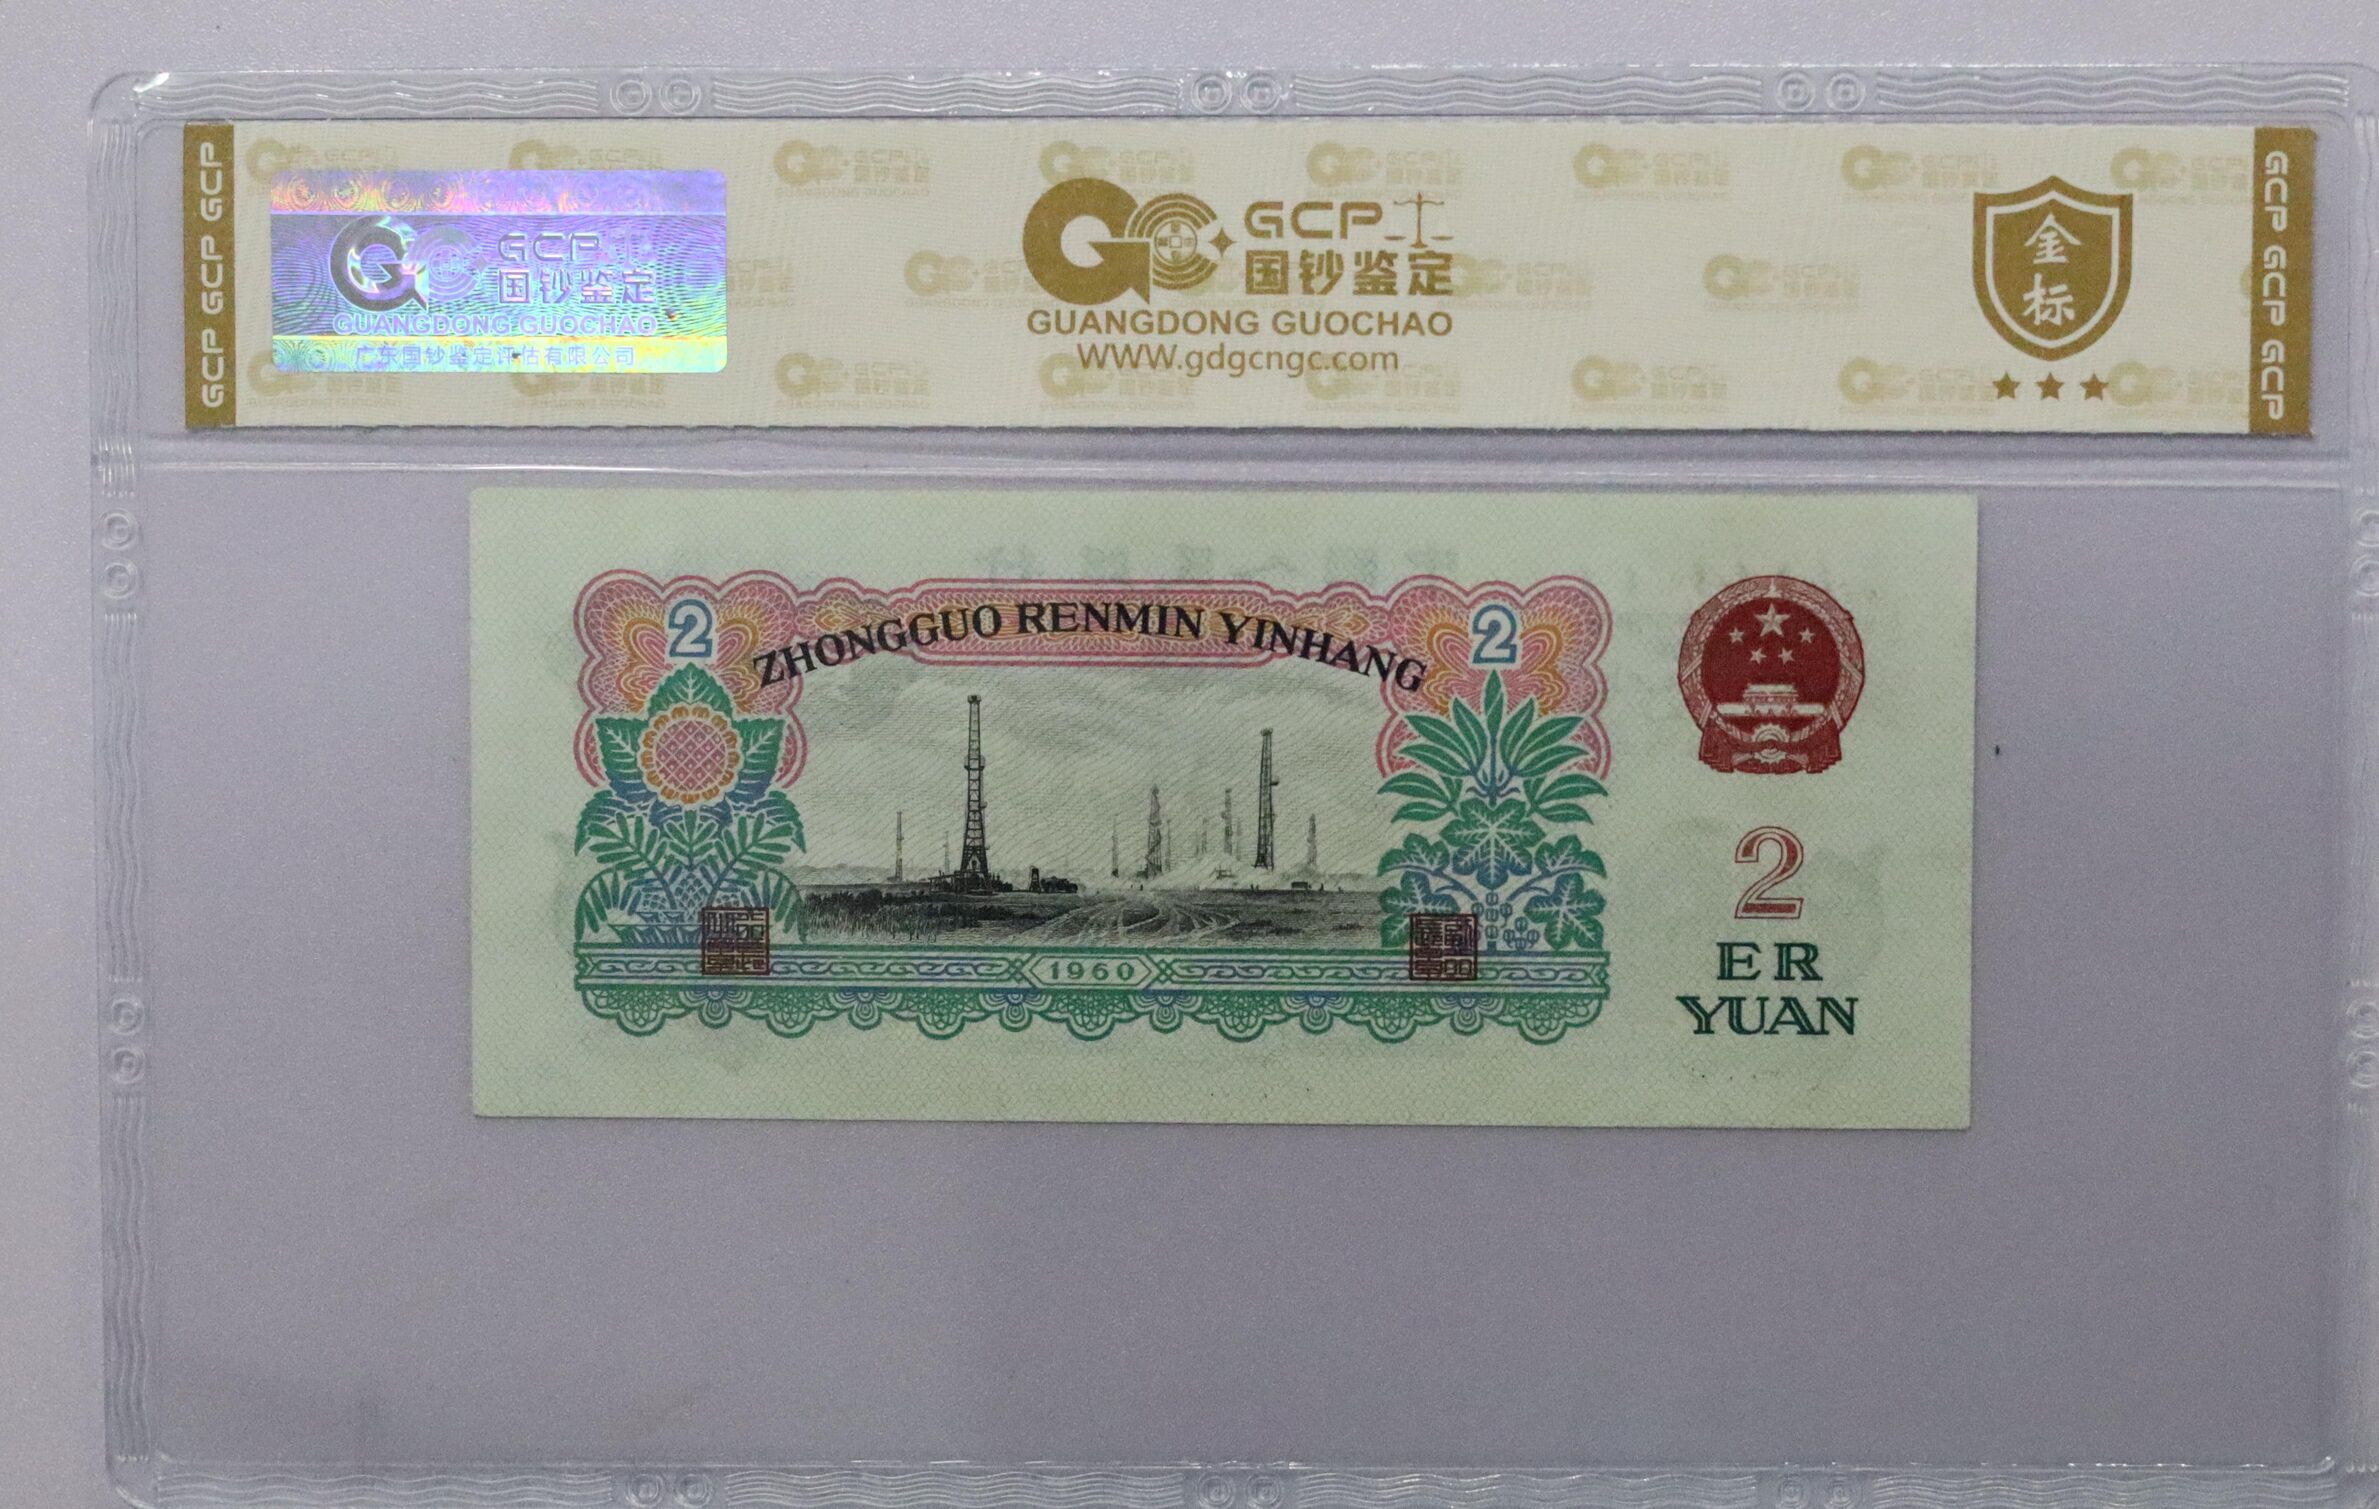 GCP GCP GCP
GCP
国钞鉴定
GUANGDONG GUOCHAO
广东国钞鉴定评估有限公司
GCP
国钞鉴定
GUANGDONG GUOCHAO
WWW.gdgcngc.com
金
标
GCP GCP GCP
2
ZHONGGUO RENMIN YINHANG
2
1960
2
ER
YUAN